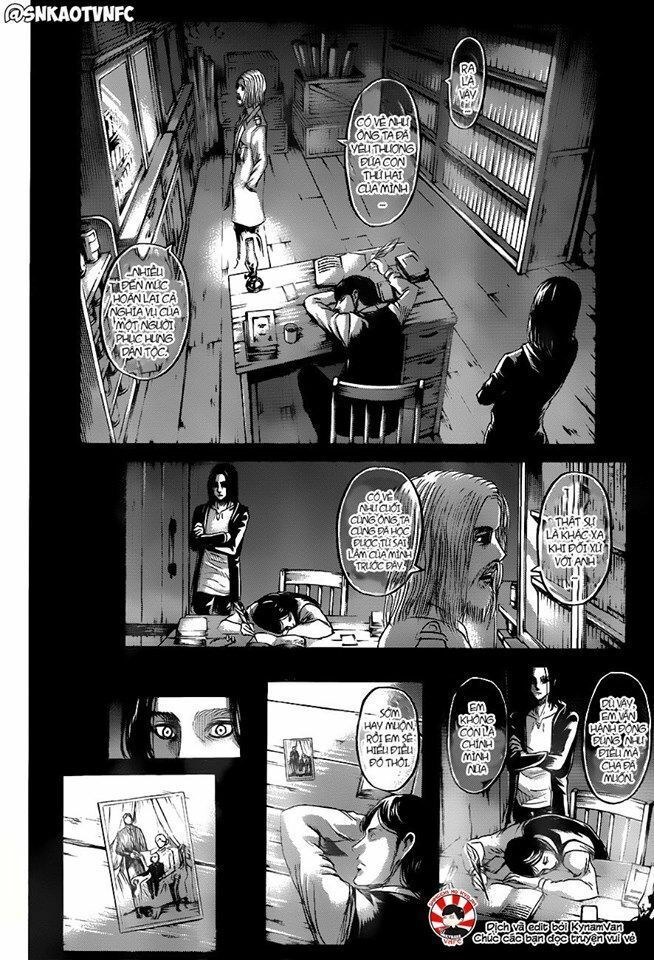 @SNKAOTVNFC
RA
LÀ
VẬY
...
CÓ VẺ NHƯ
ÔNG TA ĐÃ
YÊU THƯƠNG
ĐỨA CON
THỨ HAI
CỦA MÌNH
...
...NHIỀU
ĐẾN MỨC
HOÀN LẠI CẢ
NGHĨA VỤ CỦA
"MỘT NGƯỜI
PHỤC HƯNG
DÂN TỘC.
THẬT SỰ
LÀ KHÁC XA
KHI ĐỐI XỬ
VỚI ANH
...
CÓ VẺ
NHƯ CUỐI
CÙNG ÔNG TA
CŨNG ĐÃ HỌC
ĐƯỢC TỪ SAI
LẦM CỦA MÌNH
TRƯỚC ĐÂY.
DÙ VẬY,
EM VẪN
HÀNH ĐỘNG
ĐÚNG NHƯ
ĐIỀU MÀ
CHA ĐÃ
MUỐN.
EM
KHÔNG
CÒN LÀ
CHÍNH
MÌNH
NỮA
SỚM
HAY MUỘN,
RỒI EM SẼ
HIỂU ĐIỀU
ĐÓ THÔI.
VNFC
Dịch và edit bởi KynamVan
Chúc các bạn đọc truyện vui vẻ